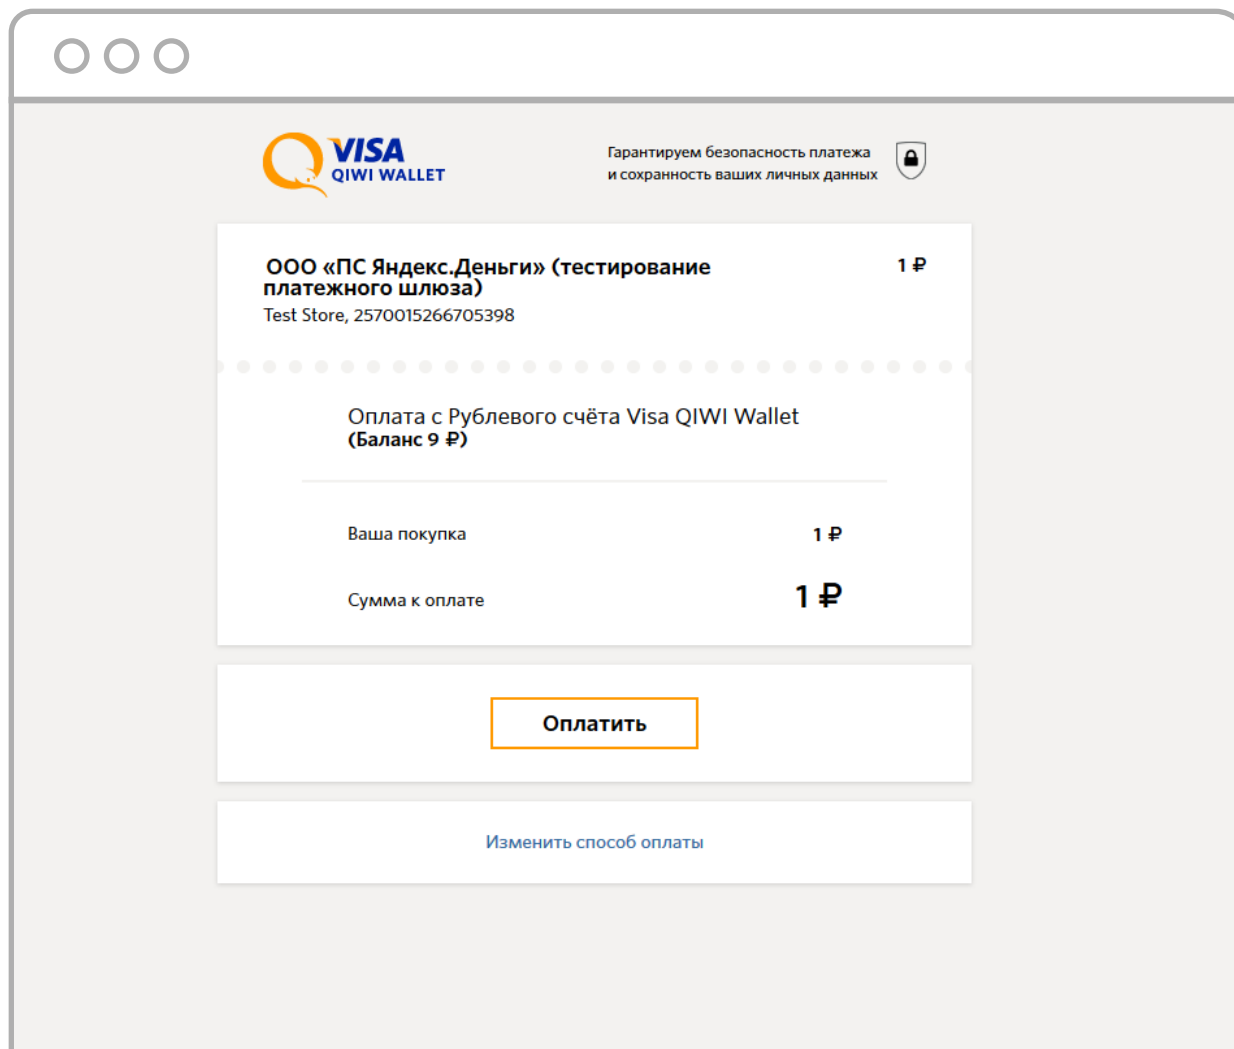 VISA
QIWI WALLET
Гарантируем безопасность платежа
и сохранность ваших личных данных
ООО «ПС Яндекс.Деньги» (тестирование
платежного шлюза)
1 ₽
Test Store, 2570015266705398
Оплата с Рублевого счёта Visa QIWI Wallet
(Баланс 9 ₽)
Ваша покупка 1 ₽
Сумма к оплате 1 ₽
Оплатить
Изменить способ оплаты